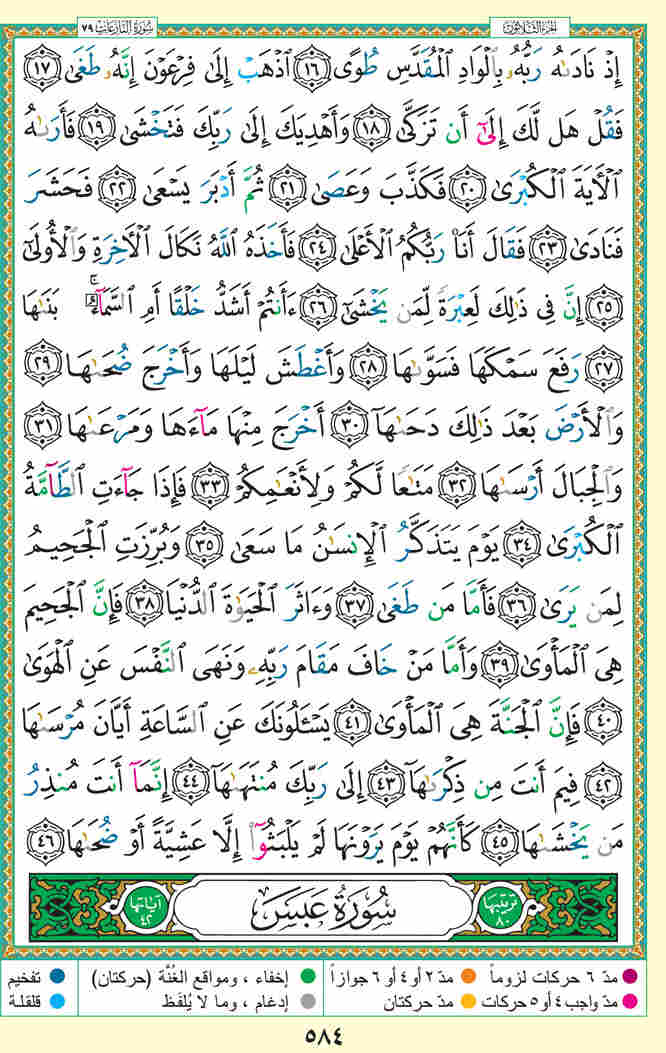 الجزء الثلاثون
سورة النازعات ٧٩
إِذْ نَادَىٰهُ رَبُّهُۥ بِٱلْوَادِ ٱلْمُقَدَّسِ طُوًى ١٦ ٱذْهَبْ إِلَىٰ فِرْعَوْنَ إِنَّهُۥ طَغَىٰ ١٧
فَقُلْ هَل لَّكَ إِلَىٰٓ أَن تَزَكَّىٰ ١٨ وَأَهْدِيَكَ إِلَىٰ رَبِّكَ فَتَخْشَىٰ ١٩ فَأَرَىٰهُ
ٱلْـَٔايَةَ ٱلْكُبْرَىٰ ٢٠ فَكَذَّبَ وَعَصَىٰ ٢١ ثُمَّ أَدْبَرَ يَسْعَىٰ ٢٢ فَحَشَرَ
فَنَادَىٰ ٢٣ فَقَالَ أَنَا۠ رَبُّكُمُ ٱلْأَعْلَىٰ ٢٤ فَأَخَذَهُ ٱللَّهُ نَكَالَ ٱلْـَٔاخِرَةِ وَٱلْأُولَىٰٓ
٢٥ إِنَّ فِى ذَٰلِكَ لَعِبْرَةً لِّمَن يَخْشَىٰٓ ٢٦ ءَأَنتُمْ أَشَدُّ خَلْقًا أَمِ ٱلسَّمَآءُ ۚ بَنَىٰهَا
٢٧ رَفَعَ سَمْكَهَا فَسَوَّىٰهَا ٢٨ وَأَغْطَشَ لَيْلَهَا وَأَخْرَجَ ضُحَىٰهَا ٢٩
وَٱلْأَرْضَ بَعْدَ ذَٰلِكَ دَحَىٰهَآ ٣٠ أَخْرَجَ مِنْهَا مَآءَهَا وَمَرْعَىٰهَا ٣١
وَٱلْجِبَالَ أَرْسَىٰهَا ٣٢ مَتَٰعًا لَّكُمْ وَلِأَنْعَٰمِكُمْ ٣٣ فَإِذَا جَآءَتِ ٱلطَّآمَّةُ
ٱلْكُبْرَىٰ ٣٤ يَوْمَ يَتَذَكَّرُ ٱلْإِنسَٰنُ مَا سَعَىٰ ٣٥ وَبُرِّزَتِ ٱلْجَحِيمُ
لِمَن يَرَىٰ ٣٦ فَأَمَّا مَن طَغَىٰ ٣٧ وَءَاثَرَ ٱلْحَيَوٰةَ ٱلدُّنْيَا ٣٨ فَإِنَّ ٱلْجَحِيمَ
هِىَ ٱلْمَأْوَىٰ ٣٩ وَأَمَّا مَنْ خَافَ مَقَامَ رَبِّهِۦ وَنَهَى ٱلنَّفْسَ عَنِ ٱلْهَوَىٰ
٤٠ فَإِنَّ ٱلْجَنَّةَ هِىَ ٱلْمَأْوَىٰ ٤١ يَسْـَٔلُونَكَ عَنِ ٱلسَّاعَةِ أَيَّانَ مُرْسَىٰهَا
٤٢ فِيمَ أَنتَ مِن ذِكْرَىٰهَآ ٤٣ إِلَىٰ رَبِّكَ مُنتَهَىٰهَآ ٤٤ إِنَّمَآ أَنتَ مُنذِرُ
مَن يَخْشَىٰهَا ٤٥ كَأَنَّهُمْ يَوْمَ يَرَوْنَهَا لَمْ يَلْبَثُوٓا۟ إِلَّا عَشِيَّةً أَوْ ضُحَىٰهَا ٤٦
ترتيبها ٨٠
سُورَةُ عَبَسَ
آياتها ٤٢
مدّ ٦ حركات لزوماً
مدّ ٢ أو ٤ أو ٦ جوازاً
إخفاء ، ومواقع الغُنَّة (حركتان)
تفخيم
مدّ واجب ٤ أو ٥ حركات
مدّ حركتان
إدغام ، وما لا يُلفَظ
قلقلة
٥٨٤